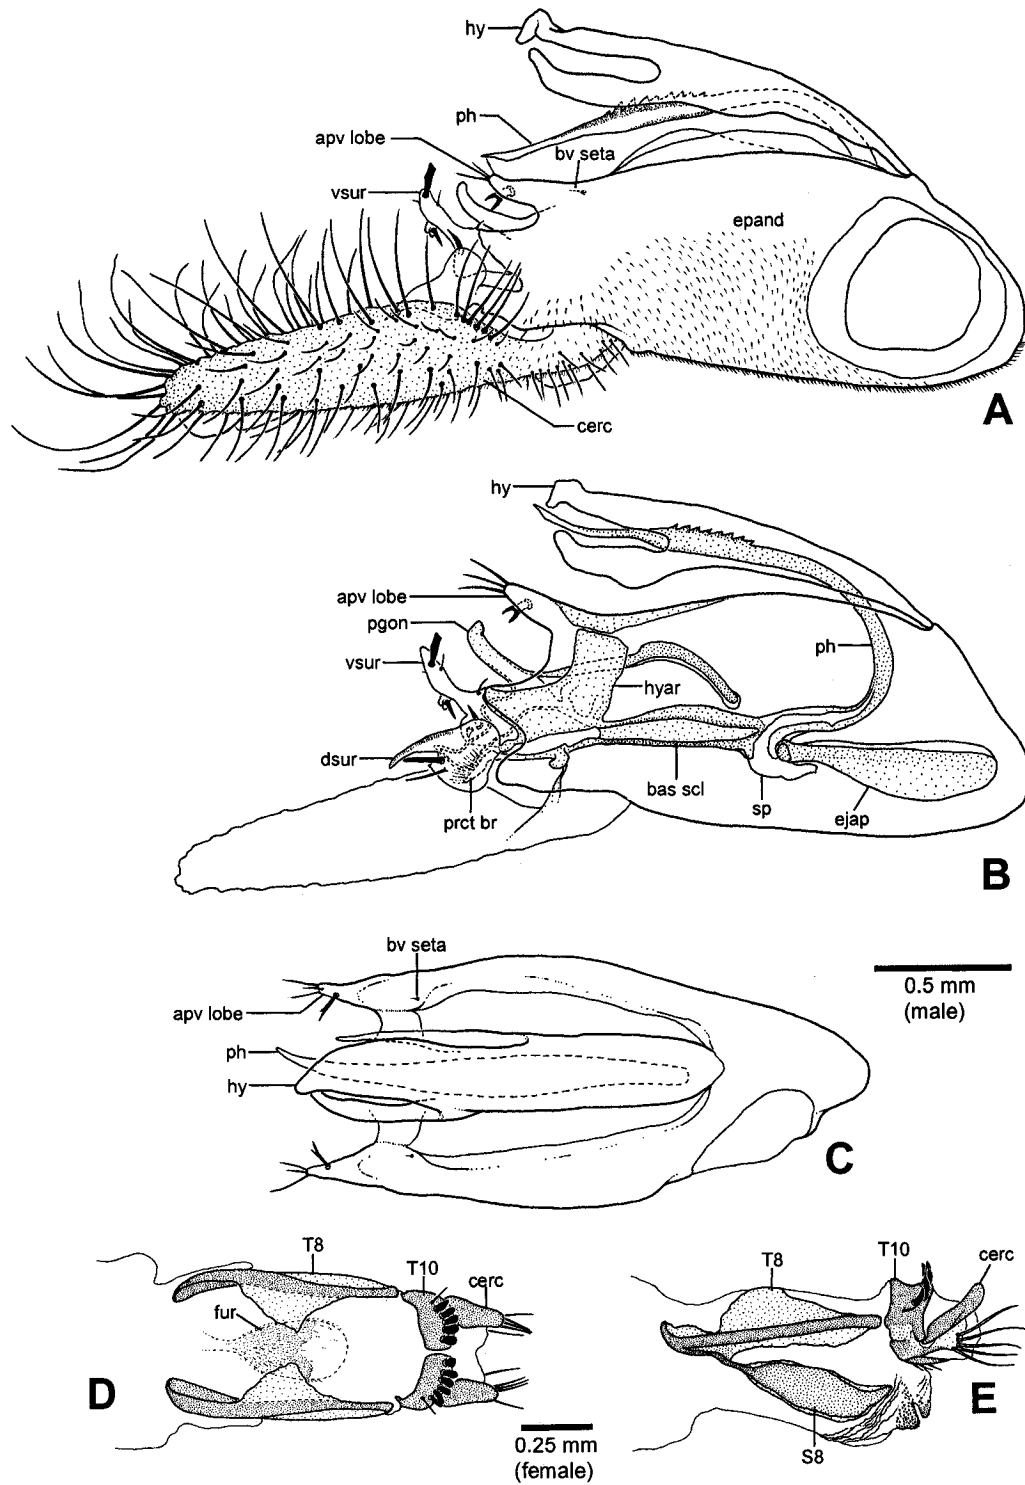 hy
ph
apv lobe
bv seta
vsur
epand
A
cerc
hy
apv lobe
pgon
vsur
ph
hyar
dsur
bas scl
sp
prct br
ejap
B
bv seta
0.5 mm
(male)
apv lobe
ph
hy
C
T8
T10
cerc
fur
D
T8
T10
cerc
E
S8
0.25 mm
(female)